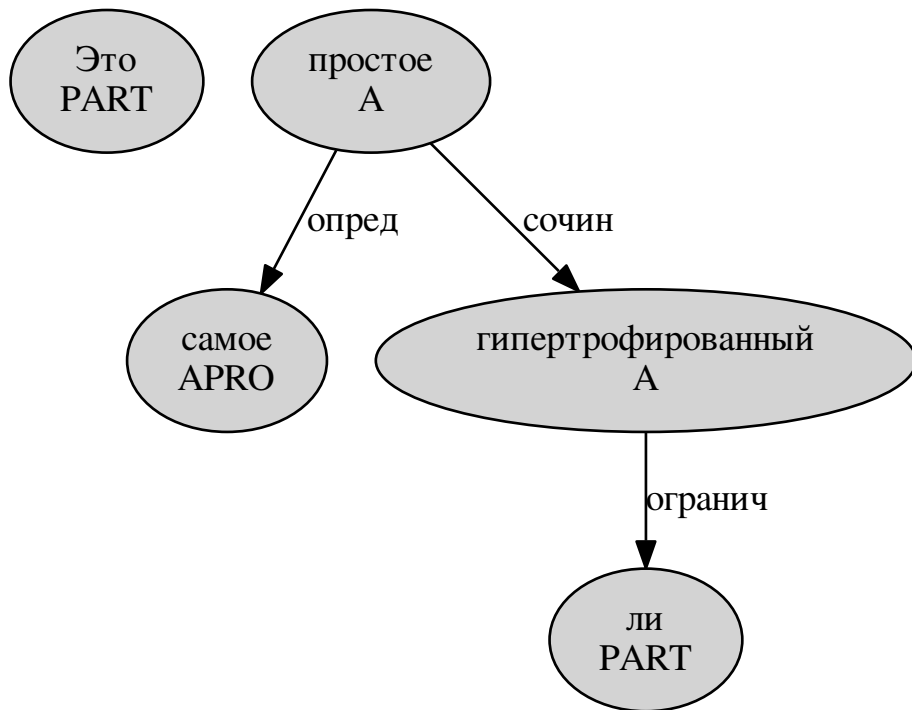 Это
PART
простое
A
опред
сочин
самое
APRO
гипертрофированный
A
огранич
ли
PART